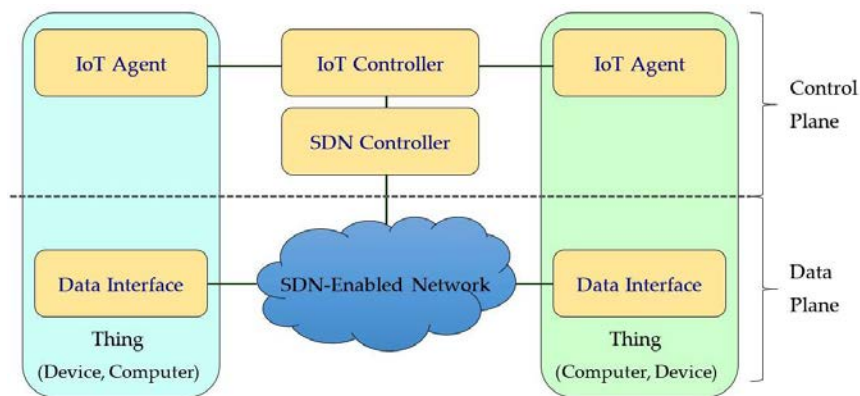 IoT Agent
IoT Controller
IoT Agent
SDN Controller
Control
Plane
Data Interface
SDN-Enabled Network
Data Interface
Data
Plane
Thing
(Device, Computer)
Thing
(Computer, Device)